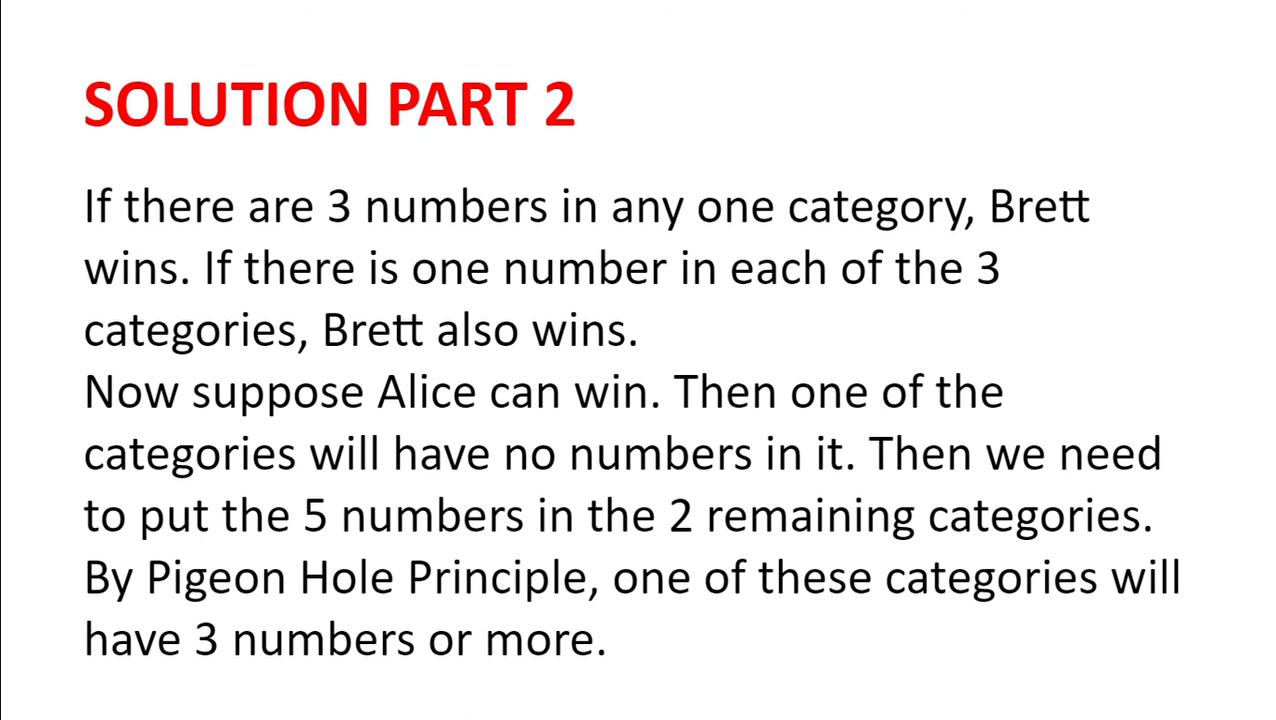 SOLUTION PART 2
If there are 3 numbers in any one category, Brett
wins. If there is one number in each of the 3
categories, Brett also wins.
Now suppose Alice can win. Then one of the
categories will have no numbers in it. Then we need
to put the 5 numbers in the 2 remaining categories.
By Pigeon Hole Principle, one of these categories will
have 3 numbers or more.